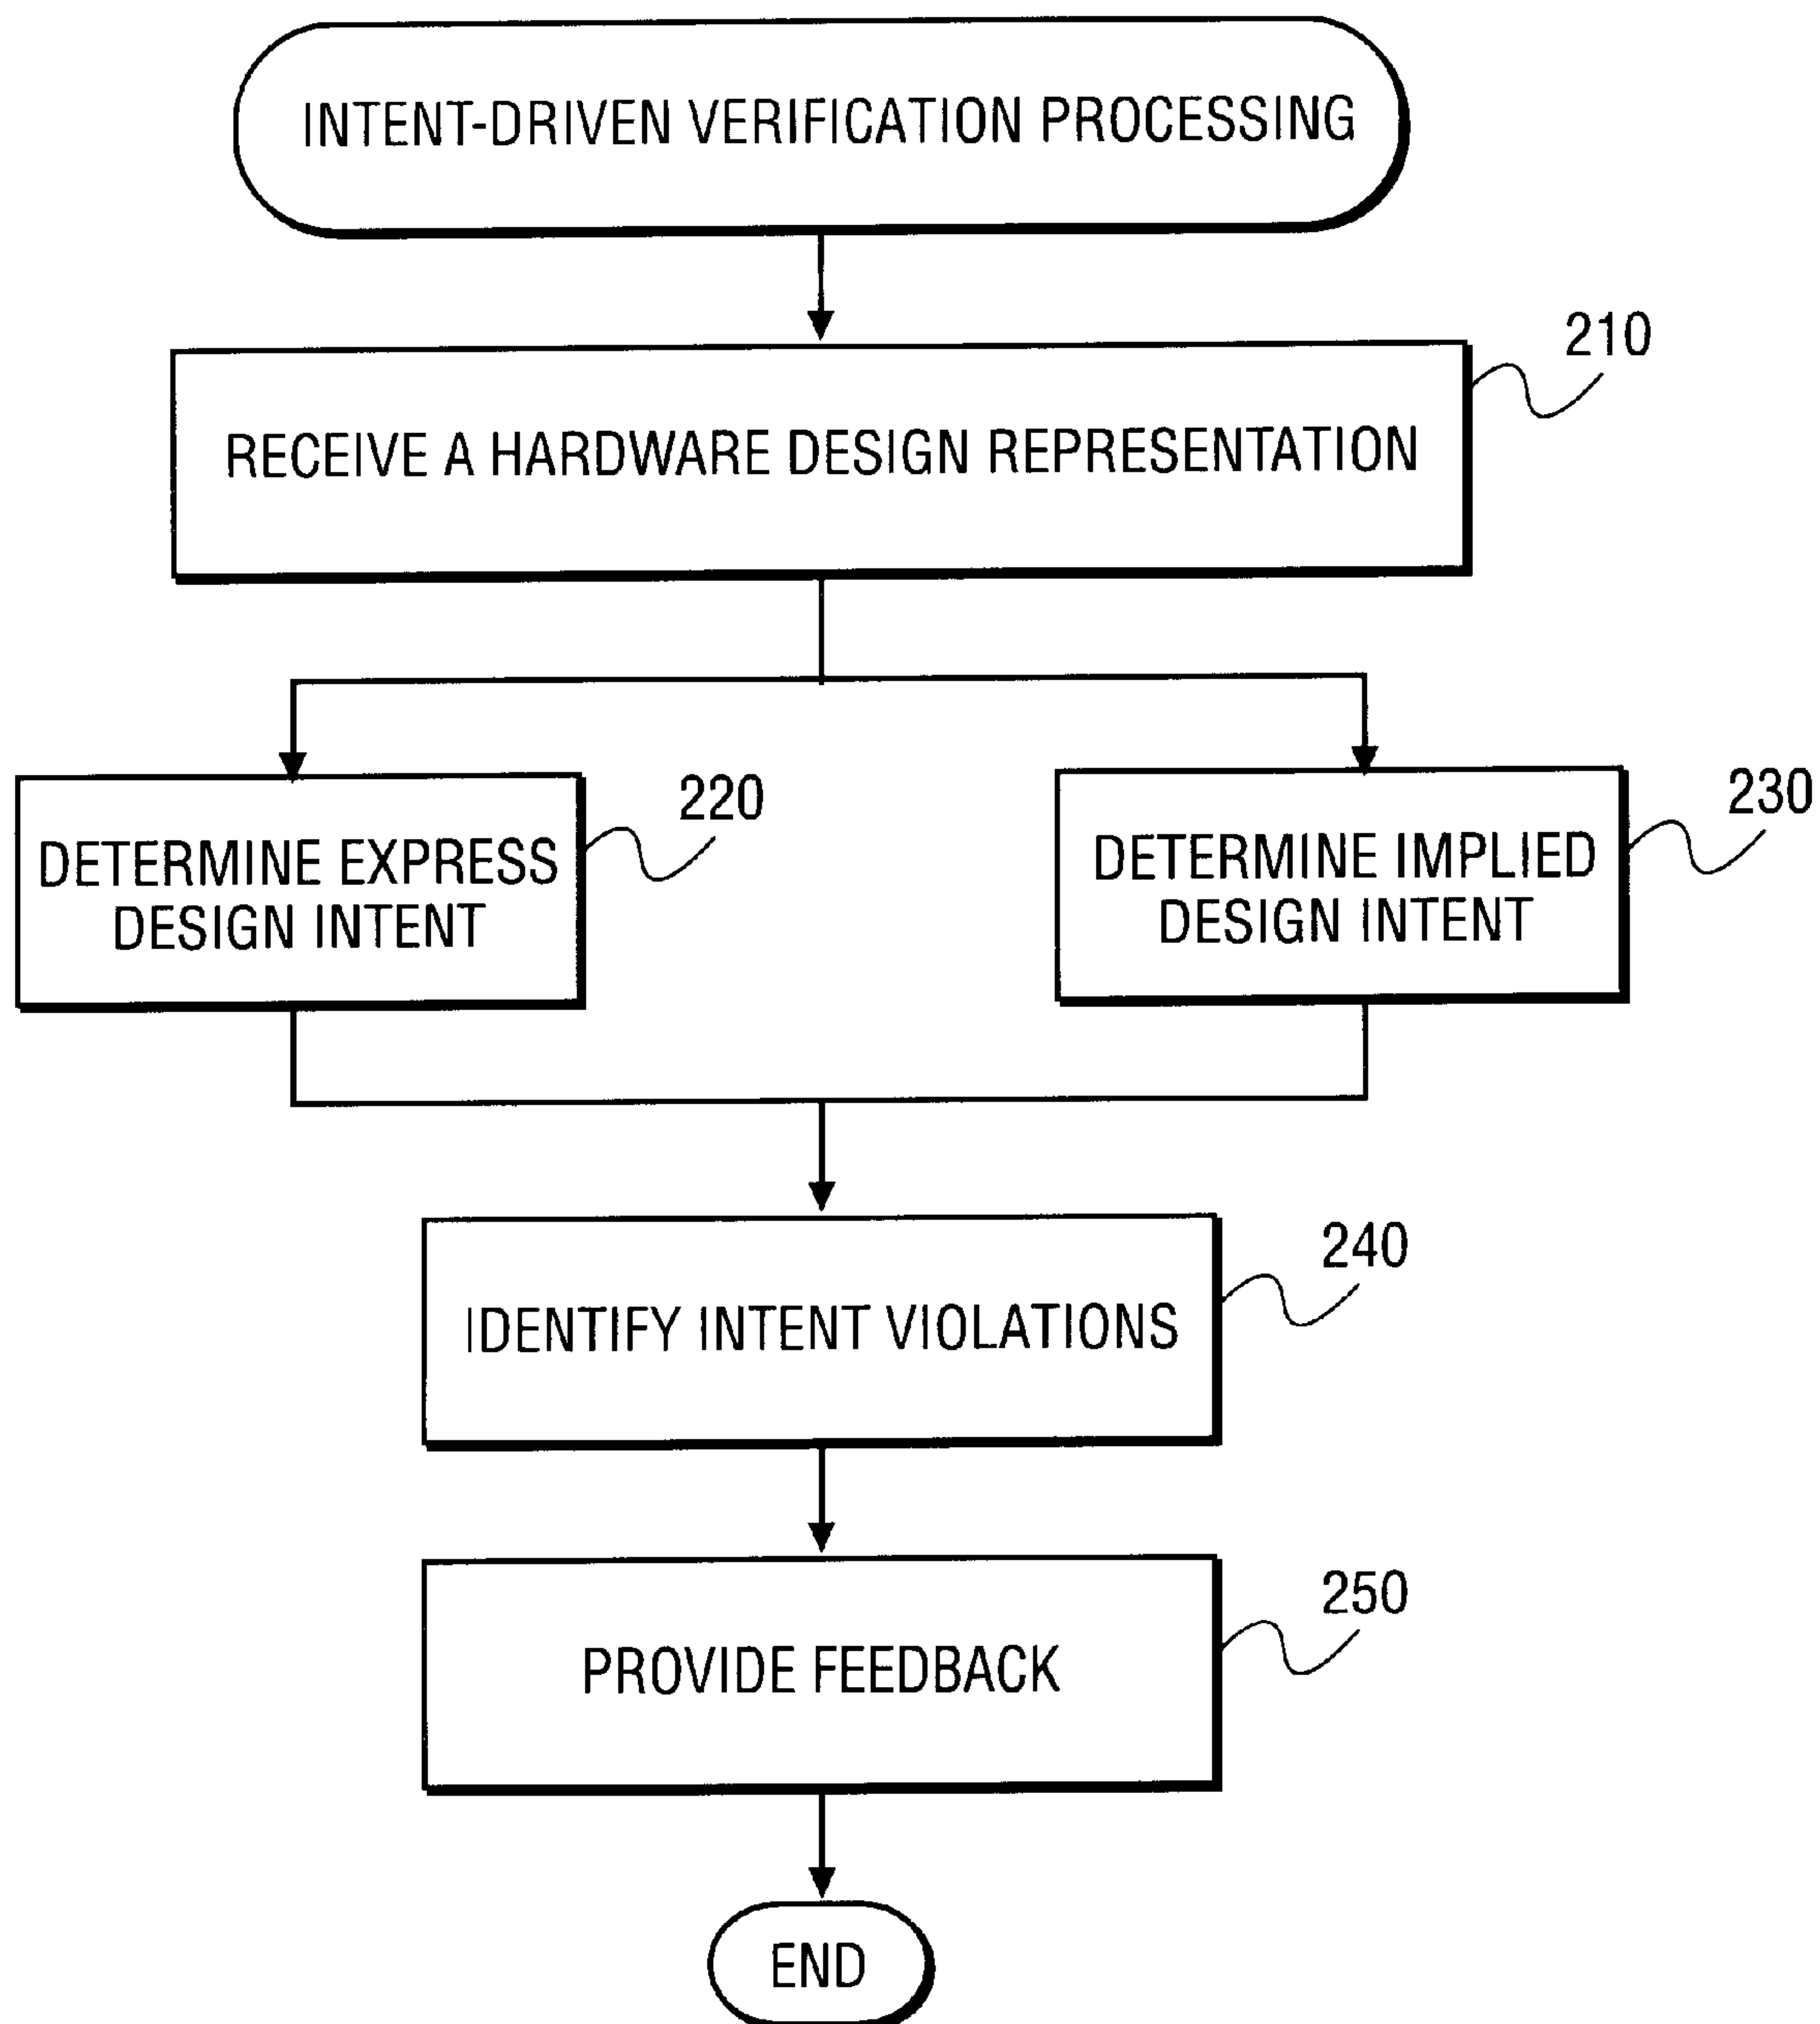 INTENT-DRIVEN VERIFICATION PROCESSING
210
RECEIVE A HARDWARE DESIGN REPRESENTATION
220
DETERMINE EXPRESS
DESIGN INTENT
230
DETERMINE IMPLIED
DESIGN INTENT
240
IDENTIFY INTENT VIOLATIONS
250
PROVIDE FEEDBACK
END